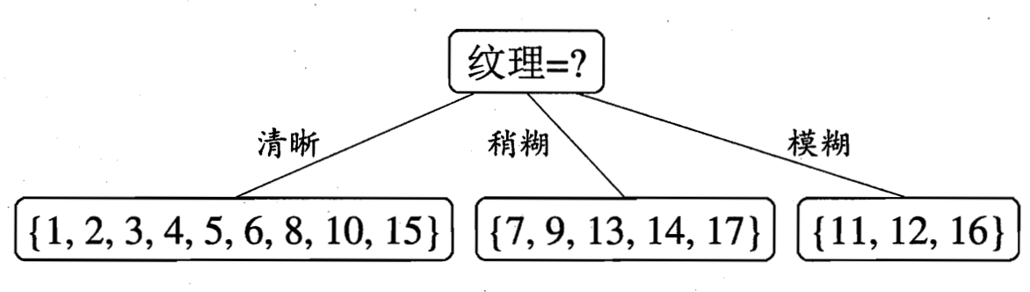 纹理=?
清晰 稍糊 模糊
{1, 2, 3, 4, 5, 6, 8, 10, 15} {7, 9, 13, 14, 17} {11, 12, 16}